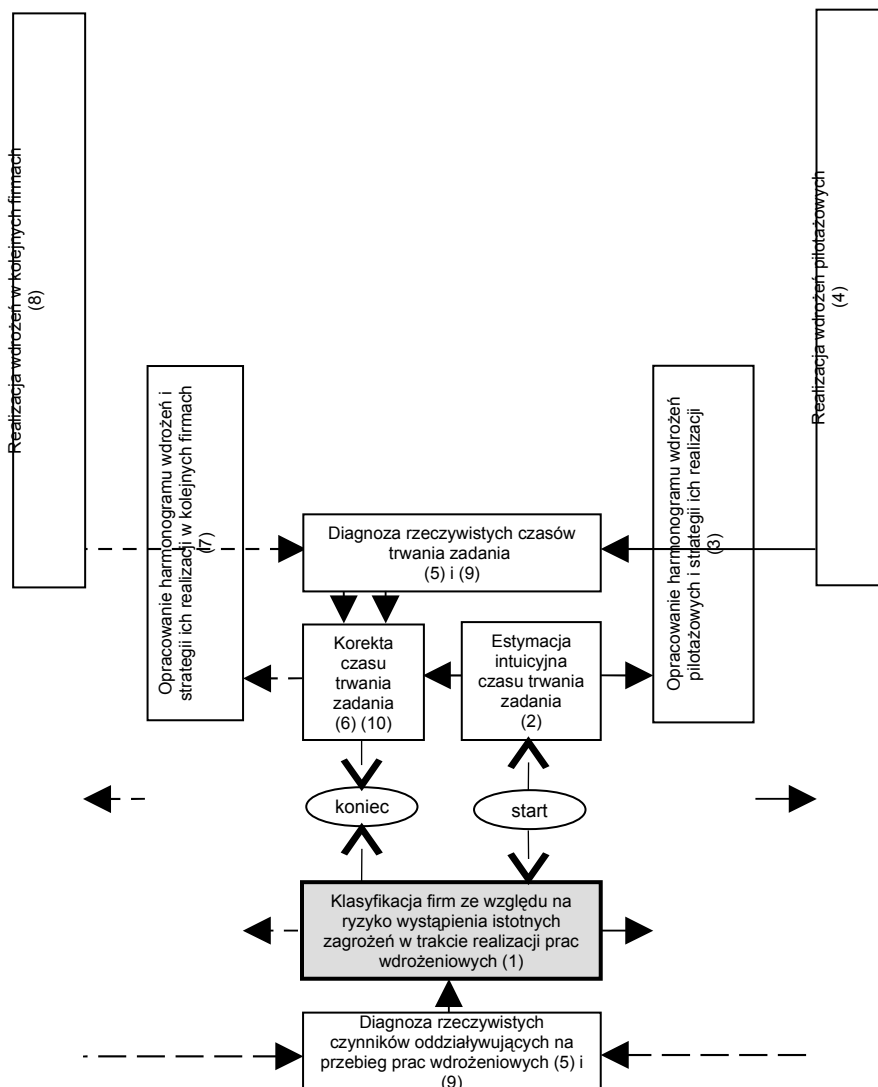 Realizacja wdrożeń w kolejnych firmach
(8)
Realizacja wdrożeń pilotażowych
(4)
Opracowanie harmonogramu wdrożeń i
strategii ich realizacji w kolejnych firmach
(7)
Opracowanie harmonogramu wdrożeń
pilotażowych i strategii ich realizacji
(3)
Diagnoza rzeczywistych czasów
trwania zadania
(5) i (9)
Korekta
czasu
trwania
zadania
(6) (10)
Estymacja
intuicyjna
czasu trwania
zadania
(2)
koniec
start
Klasyfikacja firm ze względu na
ryzyko wystąpienia istotnych
zagrożeń w trakcie realizacji prac
wdrożeniowych (1)
Diagnoza rzeczywistych
czynników oddziaływujących na
przebieg prac wdrożeniowych (5) i
(9)